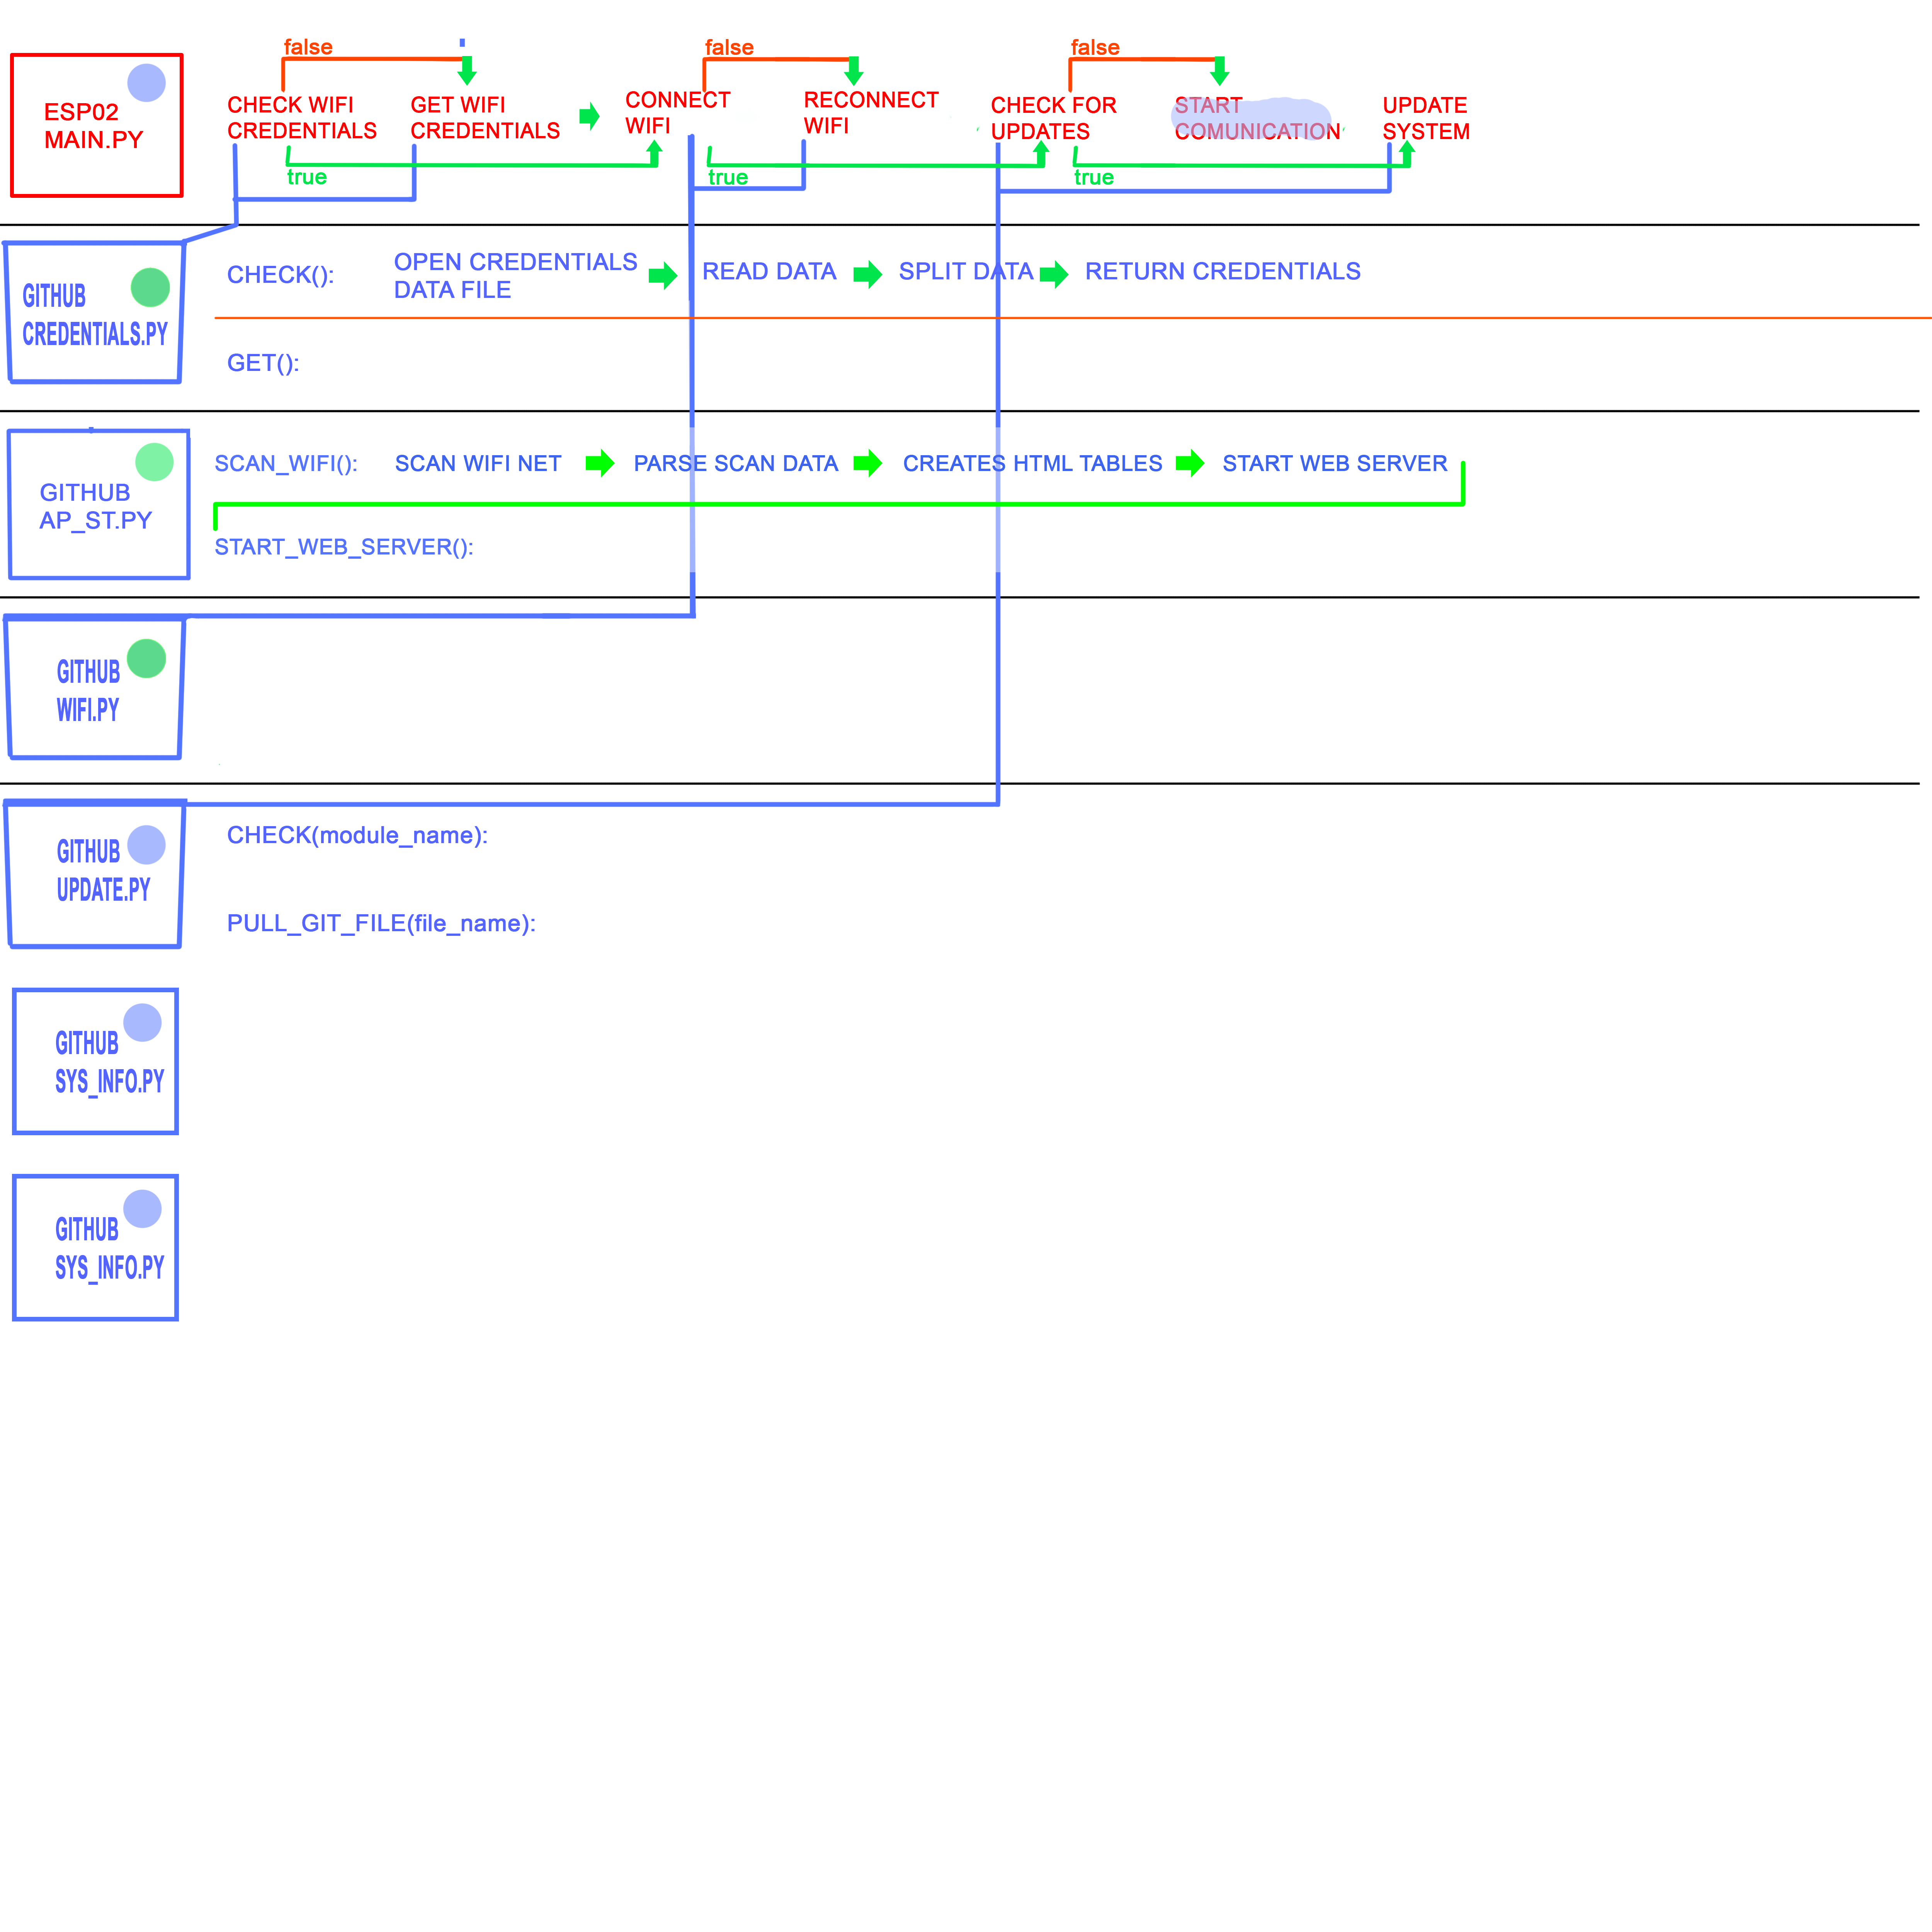 false
false
false
ESP02
MAIN.PY
CHECK WIFI
CREDENTIALS
GET WIFI
CREDENTIALS
CONNECT
WIFI
RECONNECT
WIFI
CHECK FOR
UPDATES
START
COMUNICATION
UPDATE
SYSTEM
true
true
true
GITHUB
CREDENTIALS.PY
CHECK():
OPEN CREDENTIALS
DATA FILE
READ DATA
SPLIT DATA
RETURN CREDENTIALS
GET():
GITHUB
AP_ST.PY
SCAN_WIFI():
SCAN WIFI NET
PARSE SCAN DATA
CREATES HTML TABLES
START WEB SERVER
START_WEB_SERVER():
GITHUB
WIFI.PY
GITHUB
UPDATE.PY
CHECK(module_name):
PULL_GIT_FILE(file_name):
GITHUB
SYS_INFO.PY
GITHUB
SYS_INFO.PY